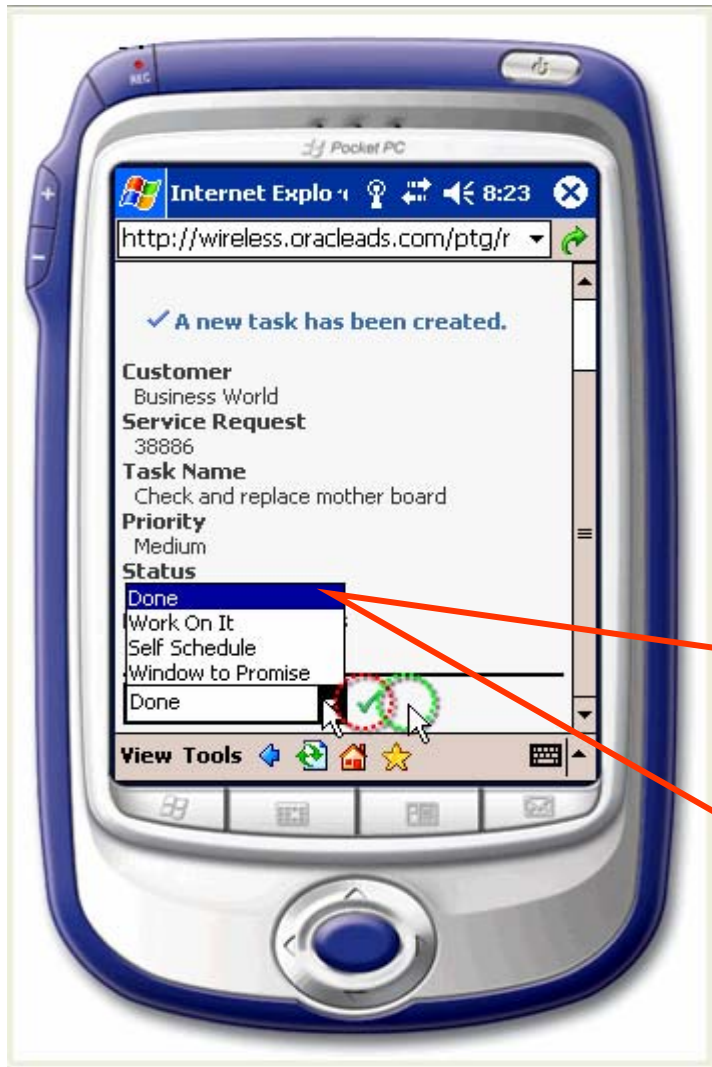 REC
Pocket PC
Internet Explo
8:23
http://wireless.oracleads.com/ptg/r
A new task has been created.
Customer
Business World
Service Request
38886
Task Name
Check and replace mother board
Priority
Medium
Status
Done
Work On It
Self Schedule
Window to Promise
Done
View Tools